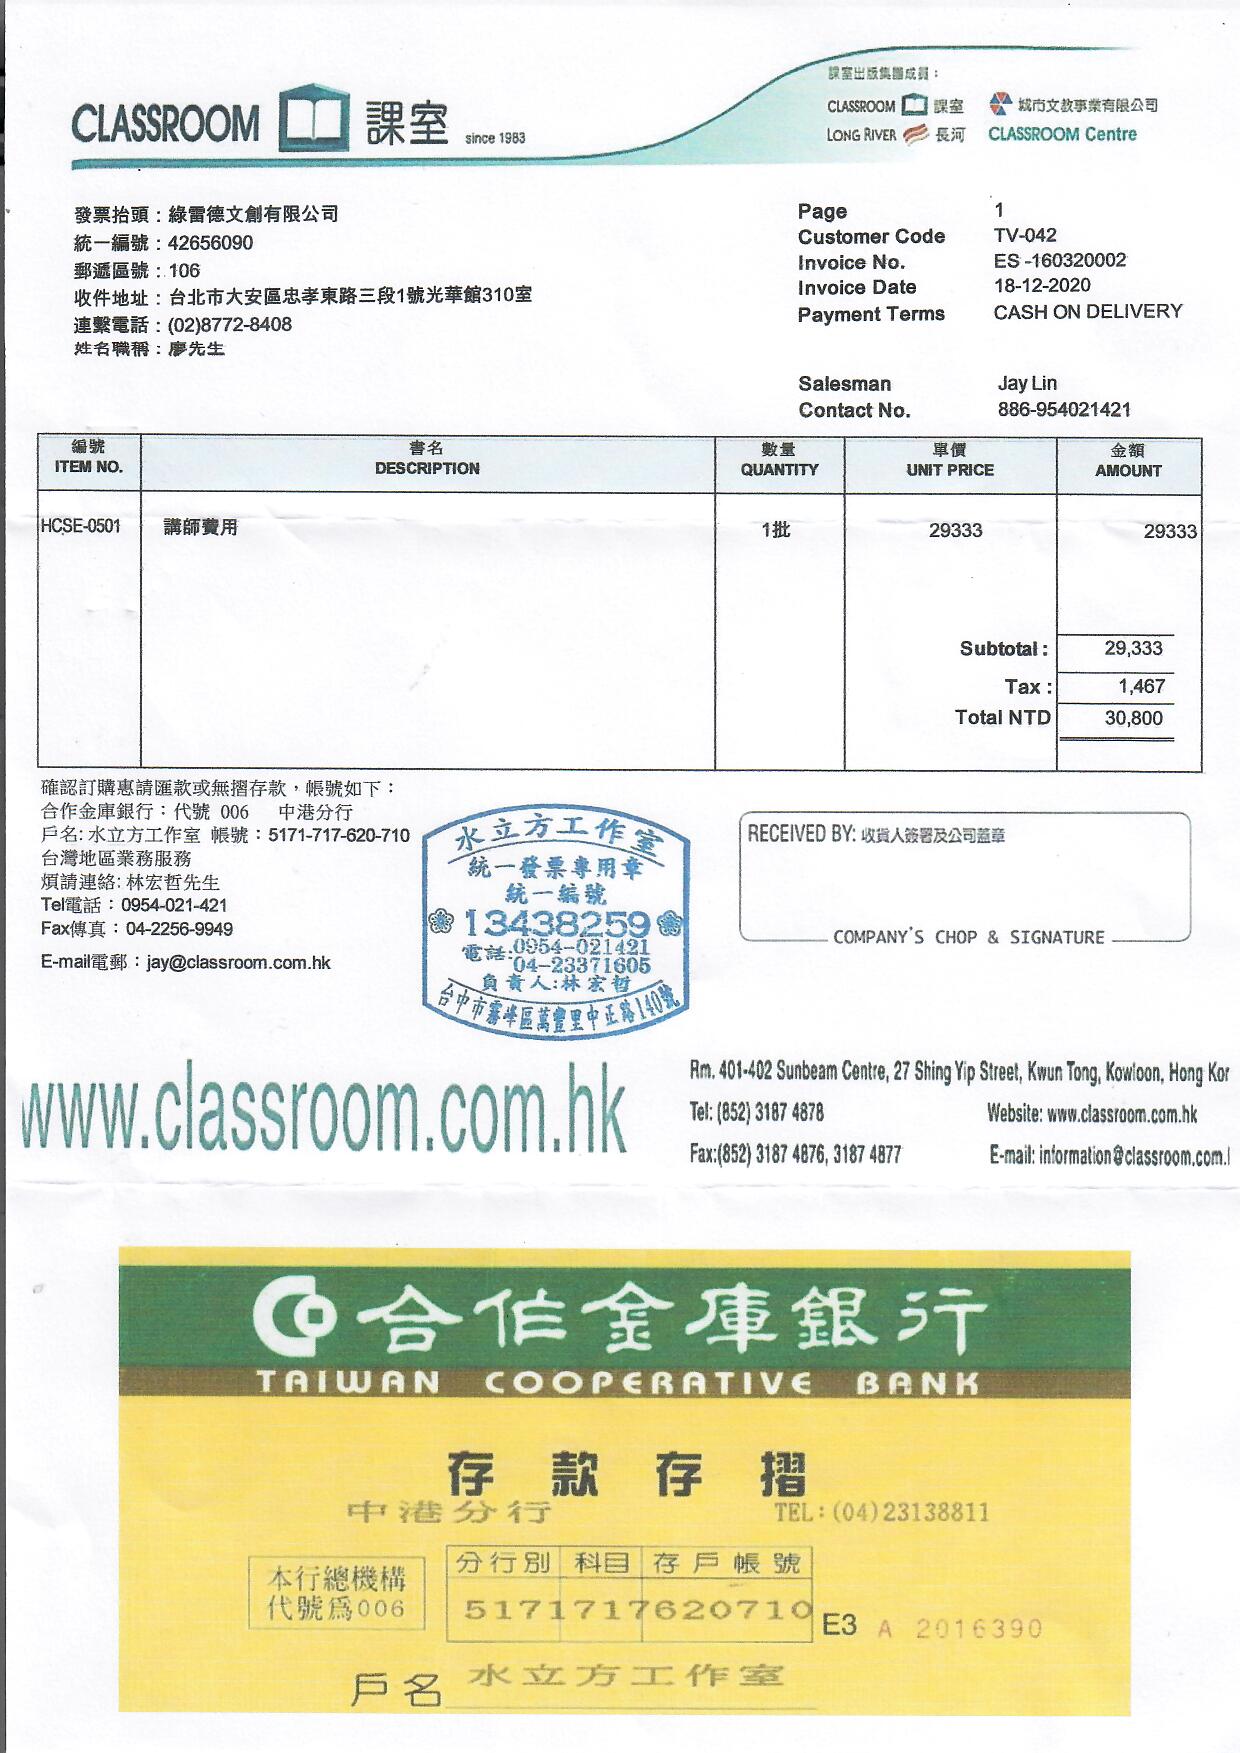 CLASSROOM 課室 since 1983
課室出版集團成員：
CLASSROOM 課室 城市文教事業有限公司
LONG RIVER 長河 CLASSROOM Centre
發票抬頭：綠雷德文創有限公司
統一編號：42656090
郵遞區號：106
收件地址：台北市大安區忠孝東路三段1號光華館310室
連繫電話：(02)8772-8408
姓名職稱：廖先生
Page 1
Customer Code TV-042
Invoice No. ES -160320002
Invoice Date 18-12-2020
Payment Terms CASH ON DELIVERY
Salesman Jay Lin
Contact No. 886-954021421
編號 書名 數量 單價 金額
ITEM NO. DESCRIPTION QUANTITY UNIT PRICE AMOUNT
HCSE-0501 講師費用 1批 29333 29333
Subtotal : 29,333
Tax : 1,467
Total NTD 30,800
確認訂購惠請匯款或無摺存款，帳號如下：
合作金庫銀行：代號 006 中港分行
戶名: 水立方工作室 帳號：5171-717-620-710
台灣地區業務服務
煩請連絡: 林宏哲先生
Tel電話：0954-021-421
Fax傳真：04-2256-9949
E-mail電郵：jay@classroom.com.hk
水立方工作室
統一發票專用章
統一編號
13438259
電話:0954-021421
04-23371605
負責人:林宏哲
台中市霧峰區萬豐里中正路140號
RECEIVED BY: 收貨人簽署及公司蓋章
COMPANY'S CHOP & SIGNATURE
www.classroom.com.hk
Rm. 401-402 Sunbeam Centre, 27 Shing Yip Street, Kwun Tong, Kowloon, Hong Kor
Tel: (852) 3187 4878 Website: www.classroom.com.hk
Fax:(852) 3187 4876, 3187 4877 E-mail: information@classroom.com.l
合作金庫銀行
TAIWAN COOPERATIVE BANK
存款存摺
中港分行 TEL:(04)23138811
本行總機構
代號為006
分行別 科目 存戶帳號
5171717620710
E3 A 2016390
戶名 水立方工作室